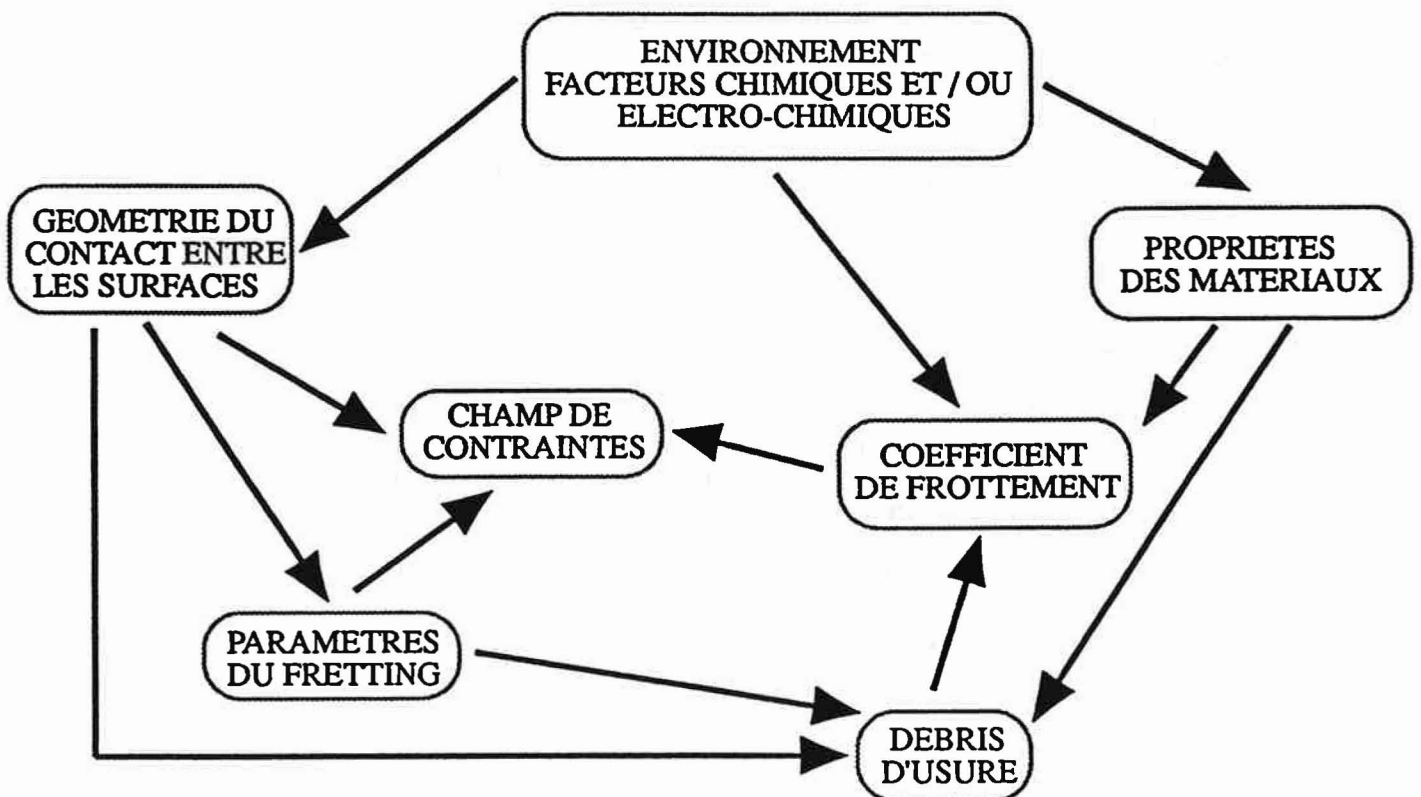 ENVIRONNEMENT
FACTEURS CHIMIQUES ET / OU
ELECTRO-CHIMIQUES
GEOMETRIE DU
CONTACT ENTRE
LES SURFACES
PROPRIETES
DES MATERIAUX
CHAMP DE
CONTRAINTES
COEFFICIENT
DE FROTTEMENT
PARAMETRES
DU FRETTING
DEBRIS
D'USURE